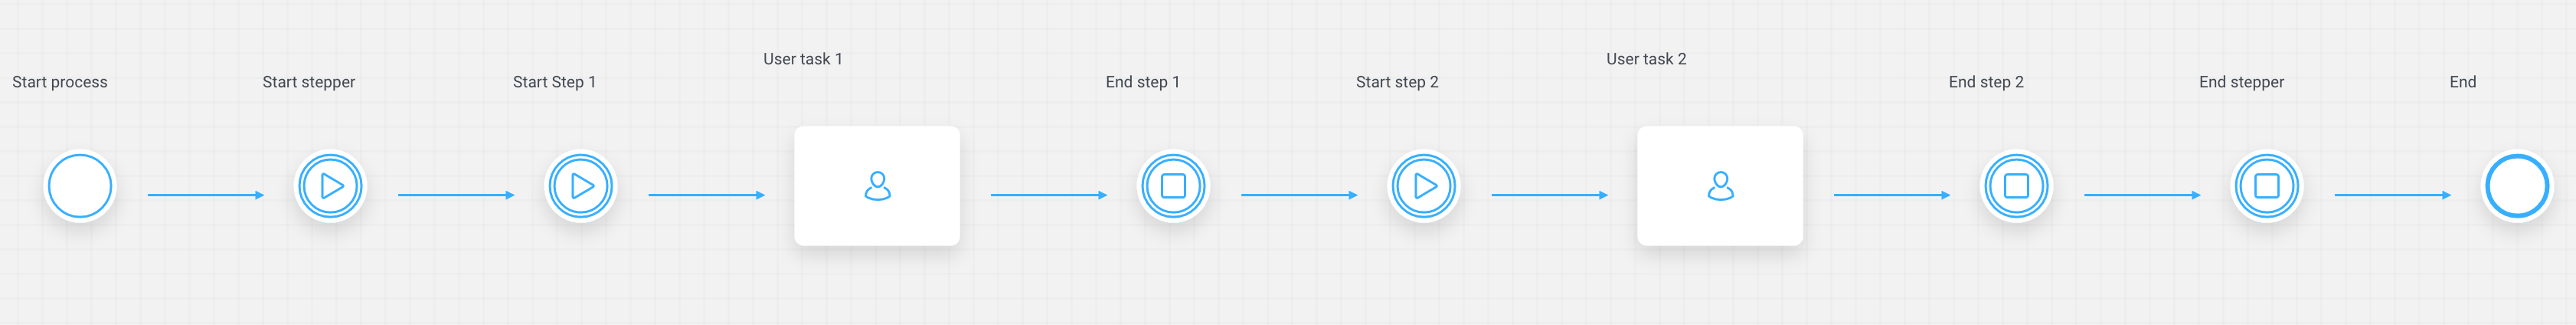 Start process
Start stepper
Start Step 1
User task 1
End step 1
Start step 2
User task 2
End step 2
End stepper
End